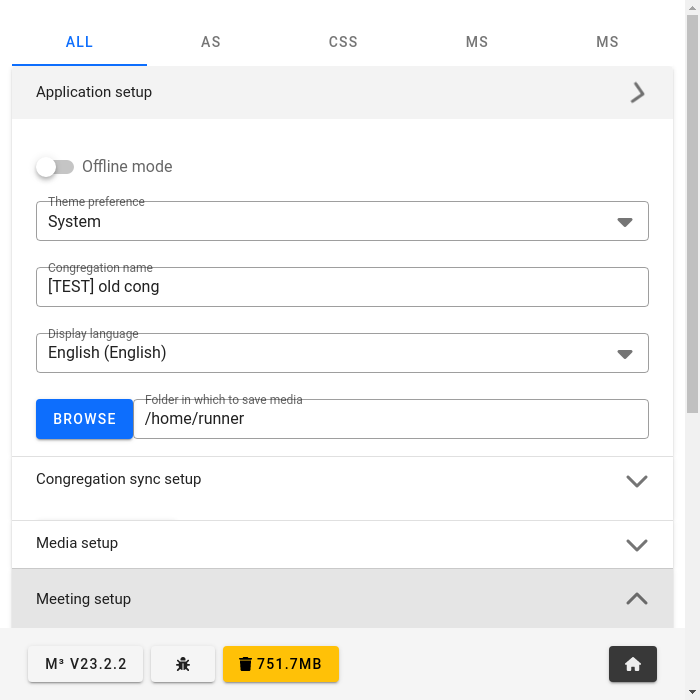 ALL AS CSS MS MS
Application setup
Offline mode
Theme preference
System
Congregation name
[TEST] old cong
Display language
English (English)
Folder in which to save media
BROWSE /home/runner
Congregation sync setup
Media setup
Meeting setup
M³ V23.2.2 751.7MB